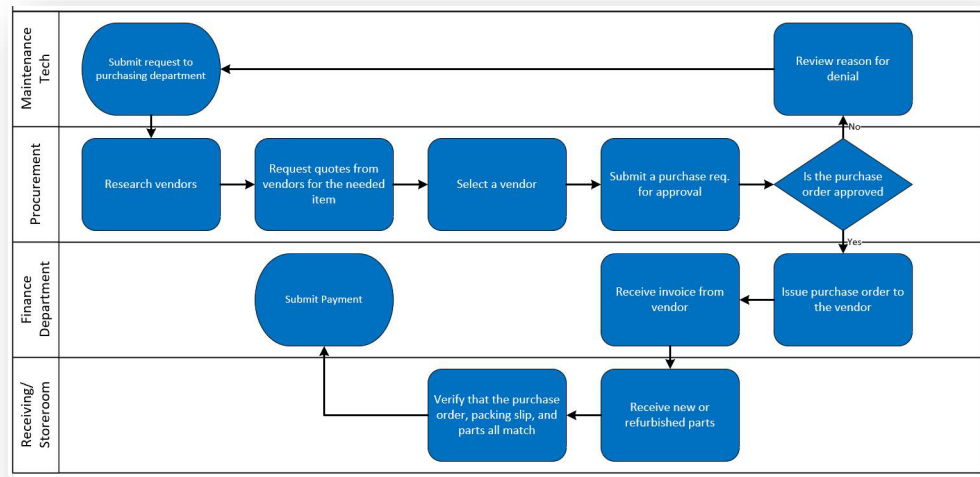 Maintenance
Tech
Submit request to
purchasing department
Review reason for
denial
Procurement
Research vendors
Request quotes from
vendors for the needed
item
Select a vendor
Submit a purchase req.
for approval
Is the purchase
order approved
No
Yes
Finance
Department
Submit Payment
Receive invoice from
vendor
Issue purchase order to
the vendor
Receiving/
Storeroom
Verify that the purchase
order, packing slip, and
parts all match
Receive new or
refurbished parts